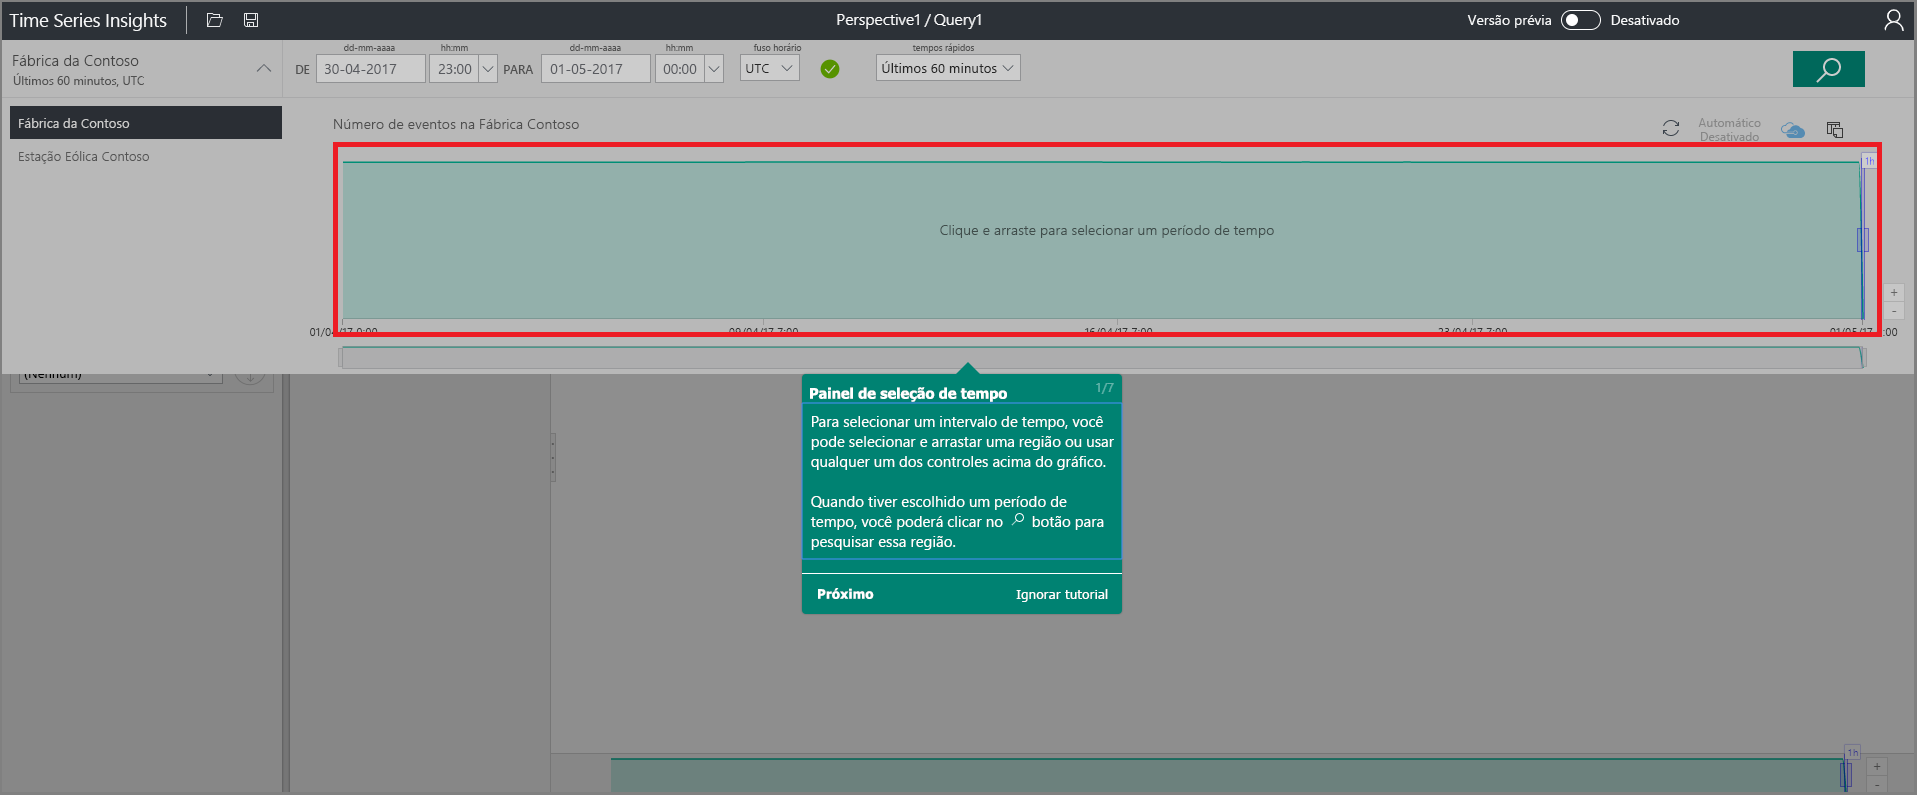 Time Series Insights
Perspective1 / Query1
Versão prévia
Desativado
Fábrica da Contoso
Últimos 60 minutos, UTC
dd-mm-aaaa
hh:mm
dd-mm-aaaa
hh:mm
fuso horário
tempos rápidos
DE
30-04-2017
23:00
PARA
01-05-2017
00:00
UTC
Últimos 60 minutos
Fábrica da Contoso
Estação Eólica Contoso
Número de eventos na Fábrica Contoso
Automático
Desativado
1h
Clique e arraste para selecionar um período de tempo
+
-
01/04/17 0:00
09/04/17 7:00
16/04/17 7:00
23/04/17 7:00
(Nenhum)
Painel de seleção de tempo
1/7
Para selecionar um intervalo de tempo, você
pode selecionar e arrastar uma região ou usar
qualquer um dos controles acima do gráfico.
Quando tiver escolhido um período de
tempo, você poderá clicar no botão para
pesquisar essa região.
Próximo
Ignorar tutorial
1h
+
-